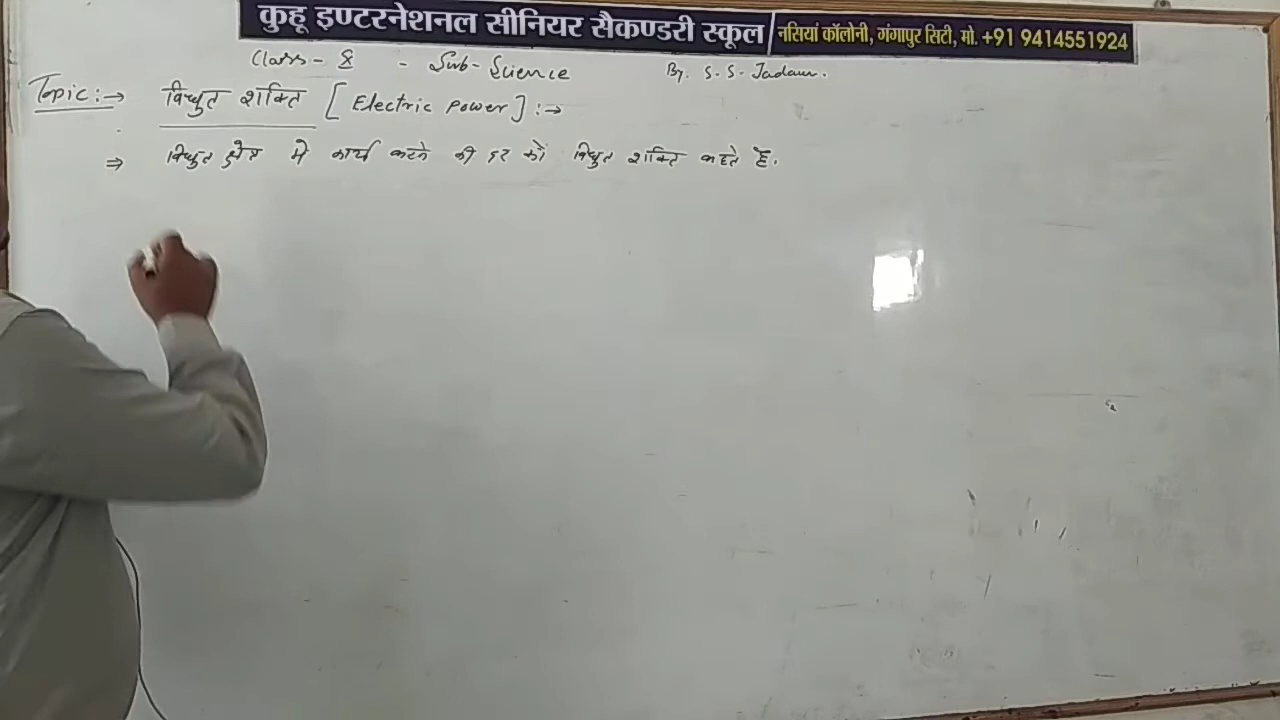 कुहू इण्टरनेशनल सीनियर सैकण्डरी स्कूल नसियां कॉलोनी, गंगापुर सिटी, मो. +91 9414551924
Class - 8 - Sub- Science By. S. S. Jadaun.
Topic :-> विधुत शक्ति [ Electric Power ] :->
=> विधुत क्षेत्र मे कार्य करने की दर को विधुत शक्ति कहते है.